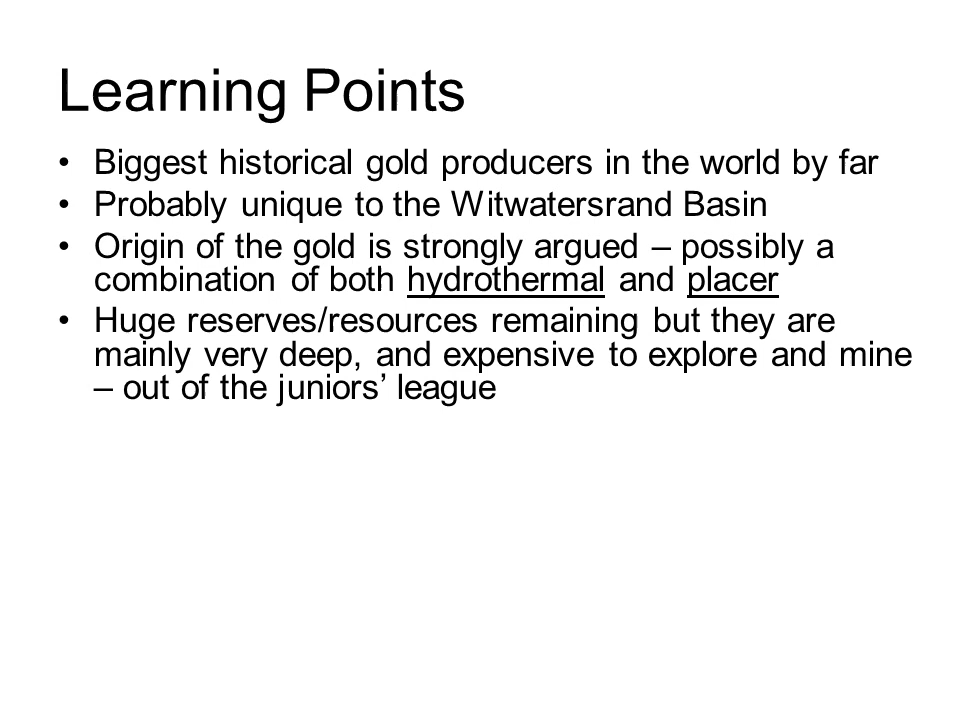 Learning Points
• Biggest historical gold producers in the world by far
• Probably unique to the Witwatersrand Basin
• Origin of the gold is strongly argued – possibly a
combination of both hydrothermal and placer
• Huge reserves/resources remaining but they are
mainly very deep, and expensive to explore and mine
– out of the juniors’ league